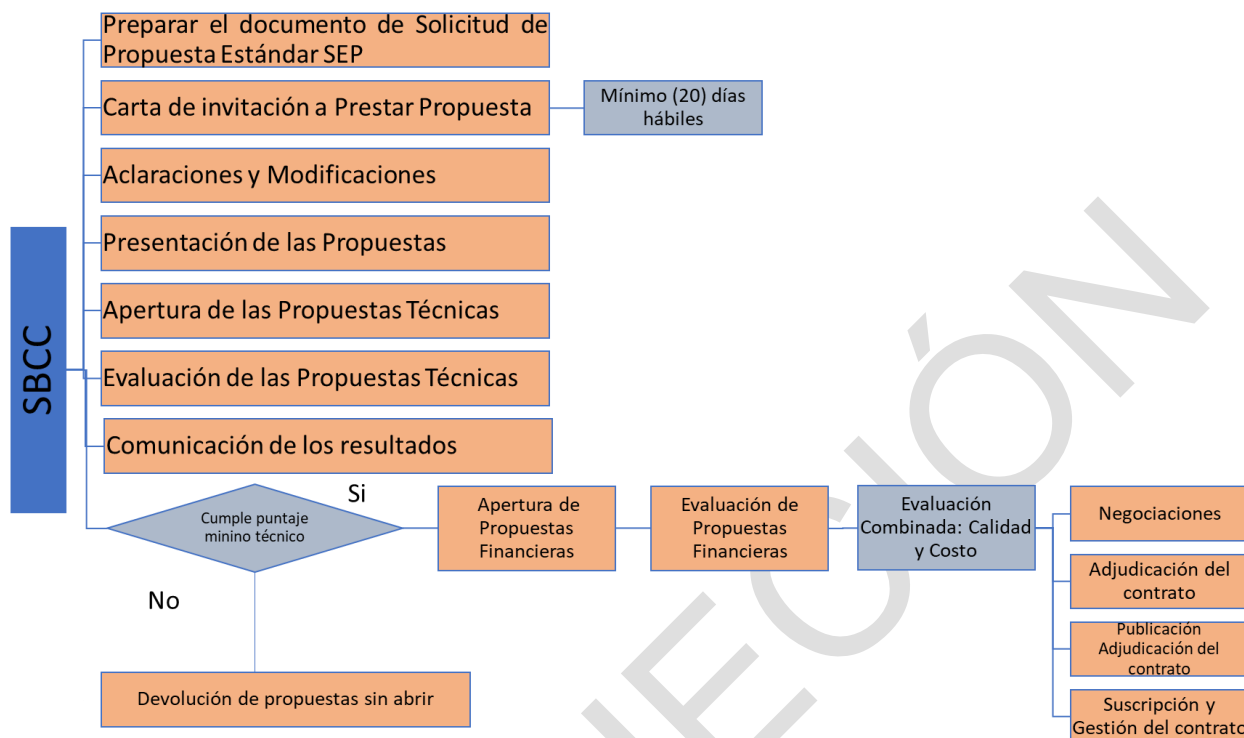 Preparar el documento de Solicitud de
Propuesta Estándar SEP
Carta de invitación a Prestar Propuesta
Mínimo (20) días
hábiles
Aclaraciones y Modificaciones
Presentación de las Propuestas
Apertura de las Propuestas Técnicas
SBCC
Evaluación de las Propuestas Técnicas
Comunicación de los resultados
Si
Cumple puntaje
minino técnico
No
Devolución de propuestas sin abrir
Apertura de
Propuestas
Financieras
Evaluación de
Propuestas
Financieras
Evaluación
Combinada: Calidad
y Costo
Negociaciones
Adjudicación del
contrato
Publicación
Adjudicación del
contrato
Suscripción y
Gestión del contrato